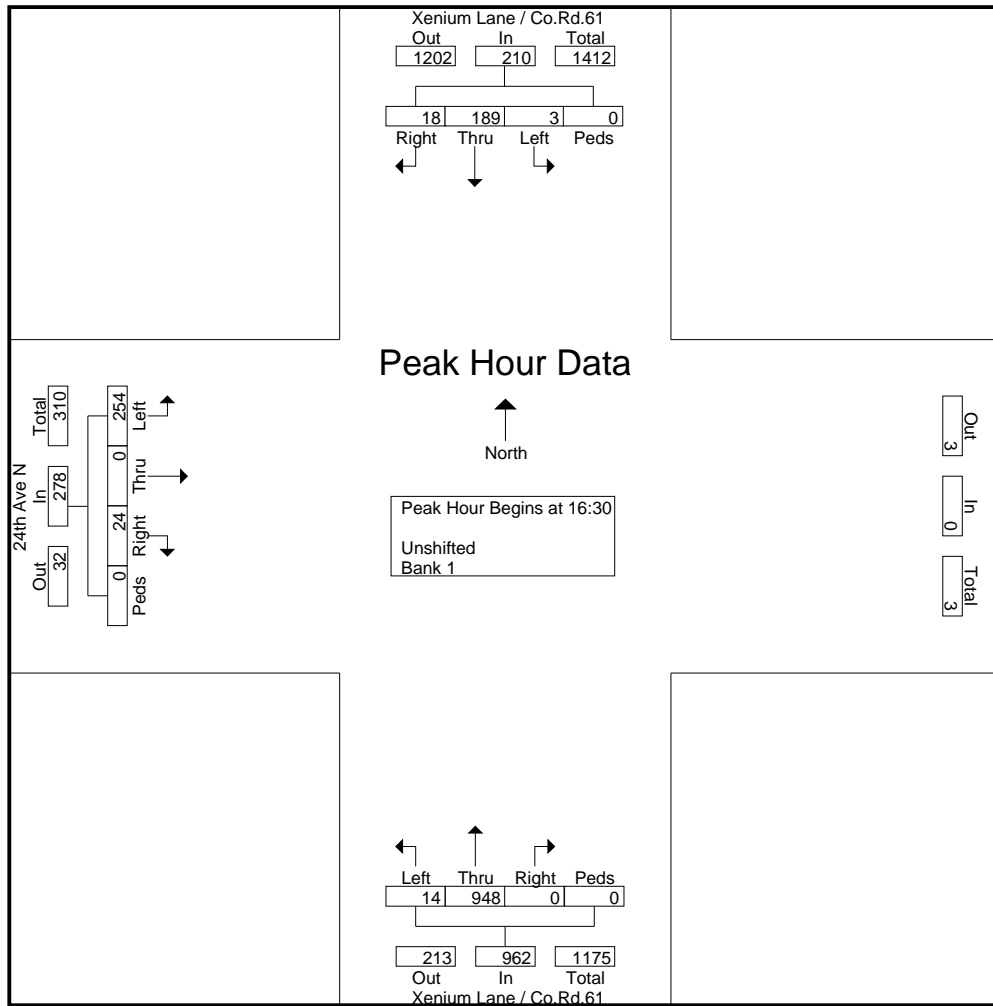 Xenium Lane / Co.Rd.61
Out In Total
1202 210 1412
18 189 3 0
Right Thru Left Peds
Peak Hour Data
North
Peak Hour Begins at 16:30
Unshifted
Bank 1
24th Ave N
Out In Total
32 278 310
0 24 0 254
Peds Right Thru Left
Out In Total
3 0 3
Left Thru Right Peds
14 948 0 0
213 962 1175
Out In Total
Xenium Lane / Co.Rd.61